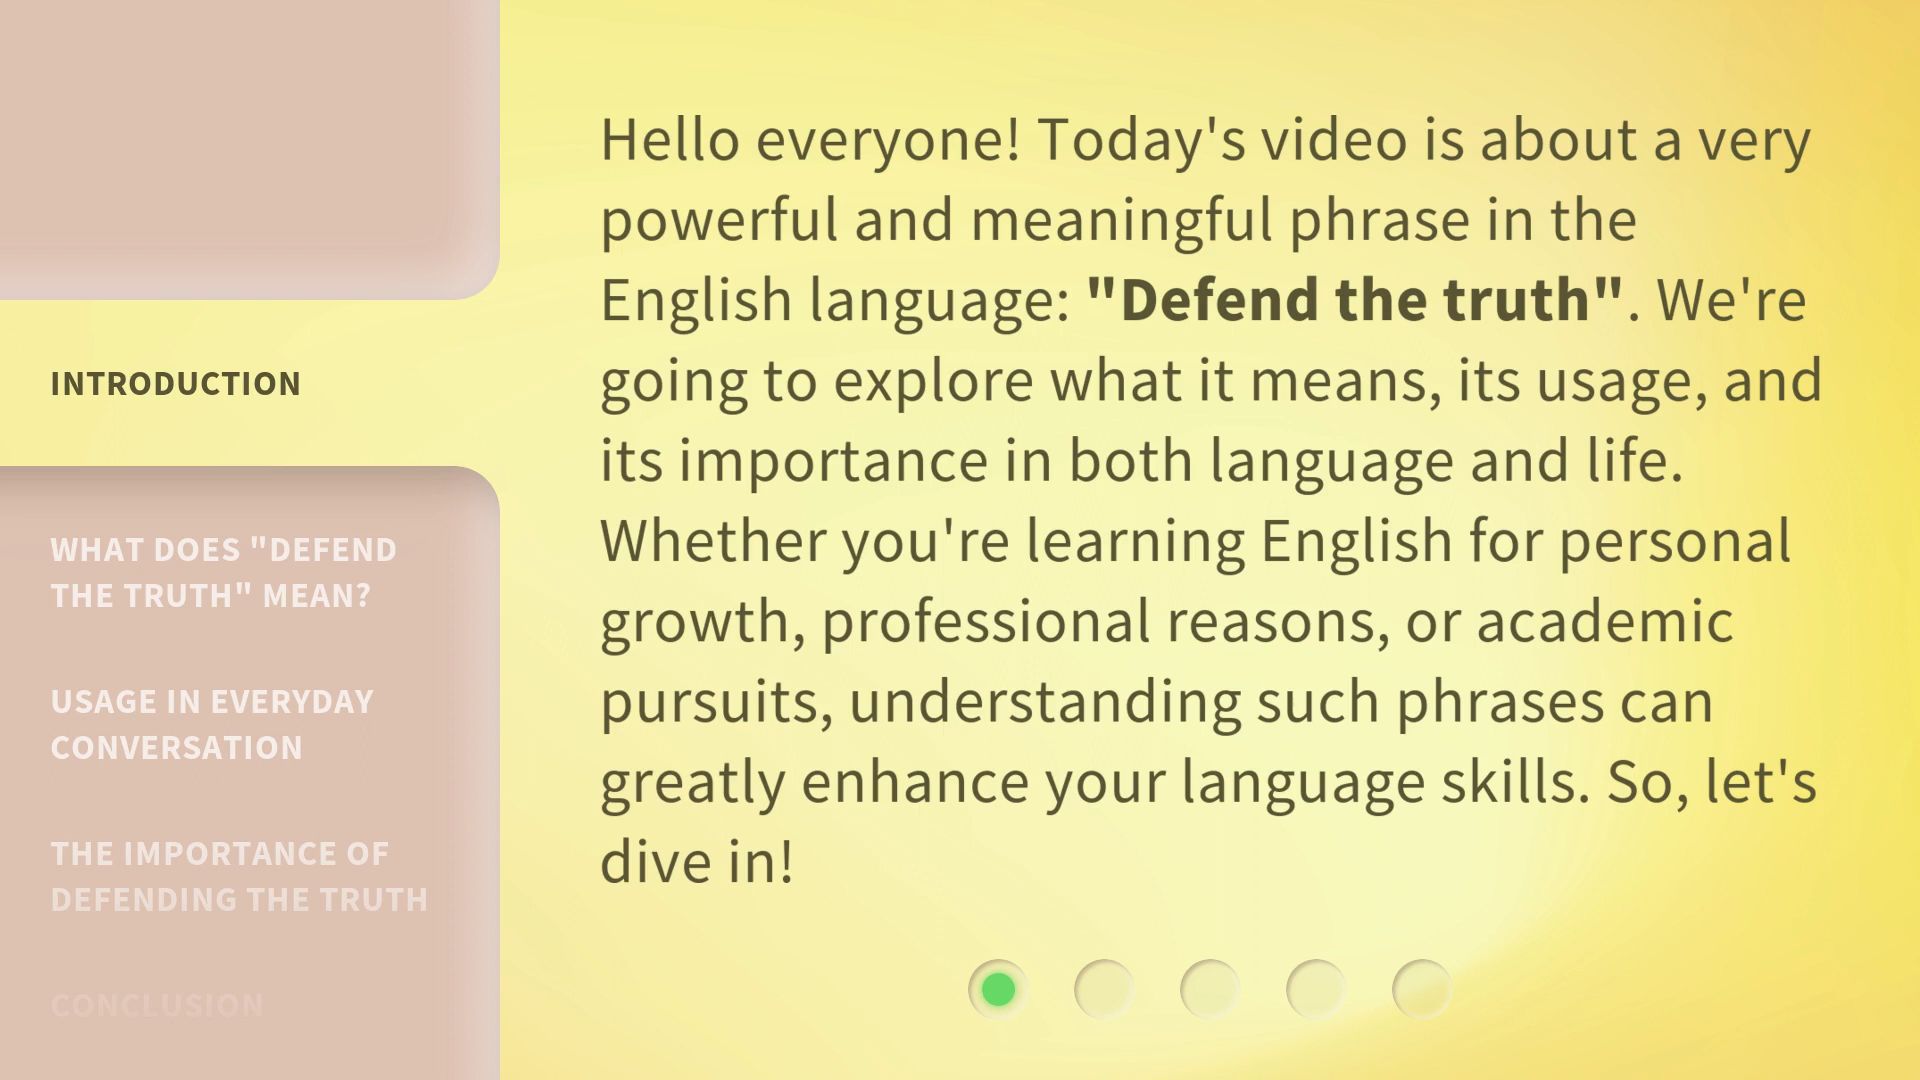 INTRODUCTION
WHAT DOES "DEFEND
THE TRUTH" MEAN?
USAGE IN EVERYDAY
CONVERSATION
THE IMPORTANCE OF
DEFENDING THE TRUTH
CONCLUSION
Hello everyone! Today's video is about a very
powerful and meaningful phrase in the
English language: "Defend the truth". We're
going to explore what it means, its usage, and
its importance in both language and life.
Whether you're learning English for personal
growth, professional reasons, or academic
pursuits, understanding such phrases can
greatly enhance your language skills. So, let's
dive in!